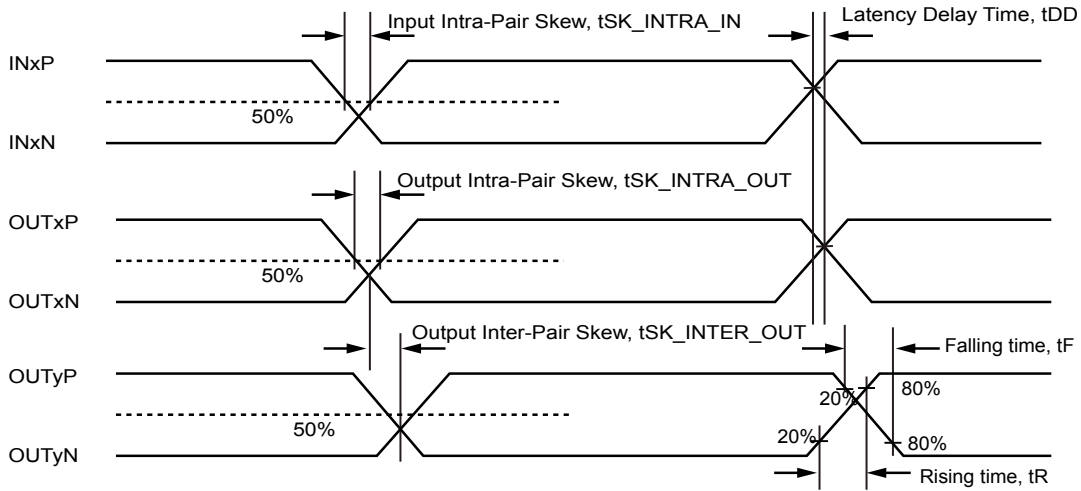 Input Intra-Pair Skew, tSK_INTRA_IN
Latency Delay Time, tDD
INxP
50%
INxN
Output Intra-Pair Skew, tSK_INTRA_OUT
OUTxP
50%
OUTxN
Output Inter-Pair Skew, tSK_INTER_OUT
Falling time, tF
OUTyP
20%
80%
50%
20%
80%
OUTyN
Rising time, tR